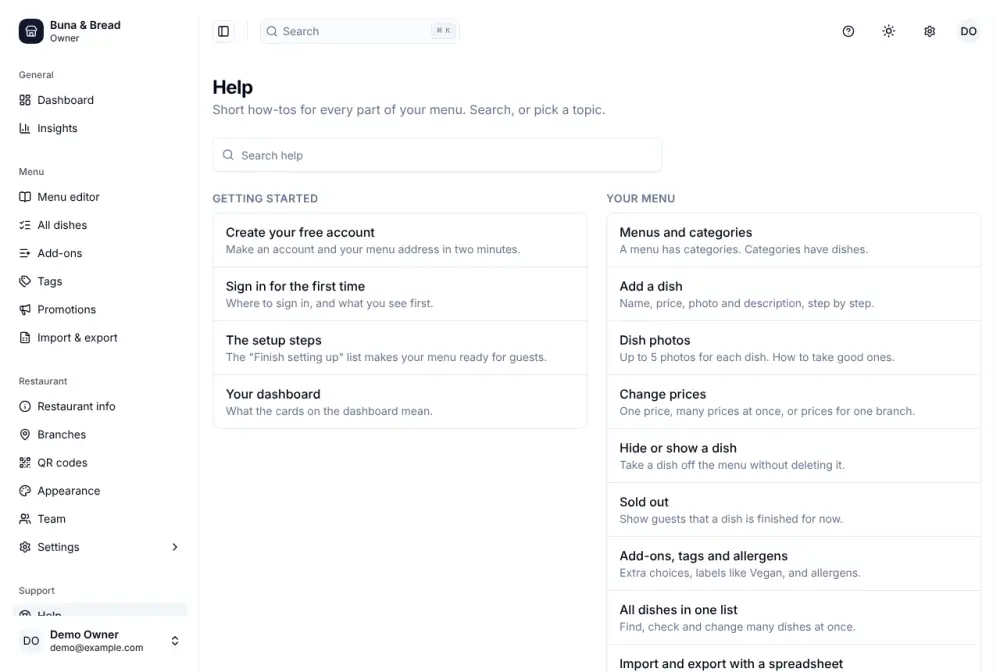 Buna & Bread
Owner
General
Dashboard
Insights
Menu
Menu editor
All dishes
Add-ons
Tags
Promotions
Import & export
Restaurant
Restaurant info
Branches
QR codes
Appearance
Team
Settings
Support
Help
DO
Demo Owner
demo@example.com
Search
⌘ K
DO
Help
Short how-tos for every part of your menu. Search, or pick a topic.
Search help
GETTING STARTED
Create your free account
Make an account and your menu address in two minutes.
Sign in for the first time
Where to sign in, and what you see first.
The setup steps
The "Finish setting up" list makes your menu ready for guests.
Your dashboard
What the cards on the dashboard mean.
YOUR MENU
Menus and categories
A menu has categories. Categories have dishes.
Add a dish
Name, price, photo and description, step by step.
Dish photos
Up to 5 photos for each dish. How to take good ones.
Change prices
One price, many prices at once, or prices for one branch.
Hide or show a dish
Take a dish off the menu without deleting it.
Sold out
Show guests that a dish is finished for now.
Add-ons, tags and allergens
Extra choices, labels like Vegan, and allergens.
All dishes in one list
Find, check and change many dishes at once.
Import and export with a spreadsheet